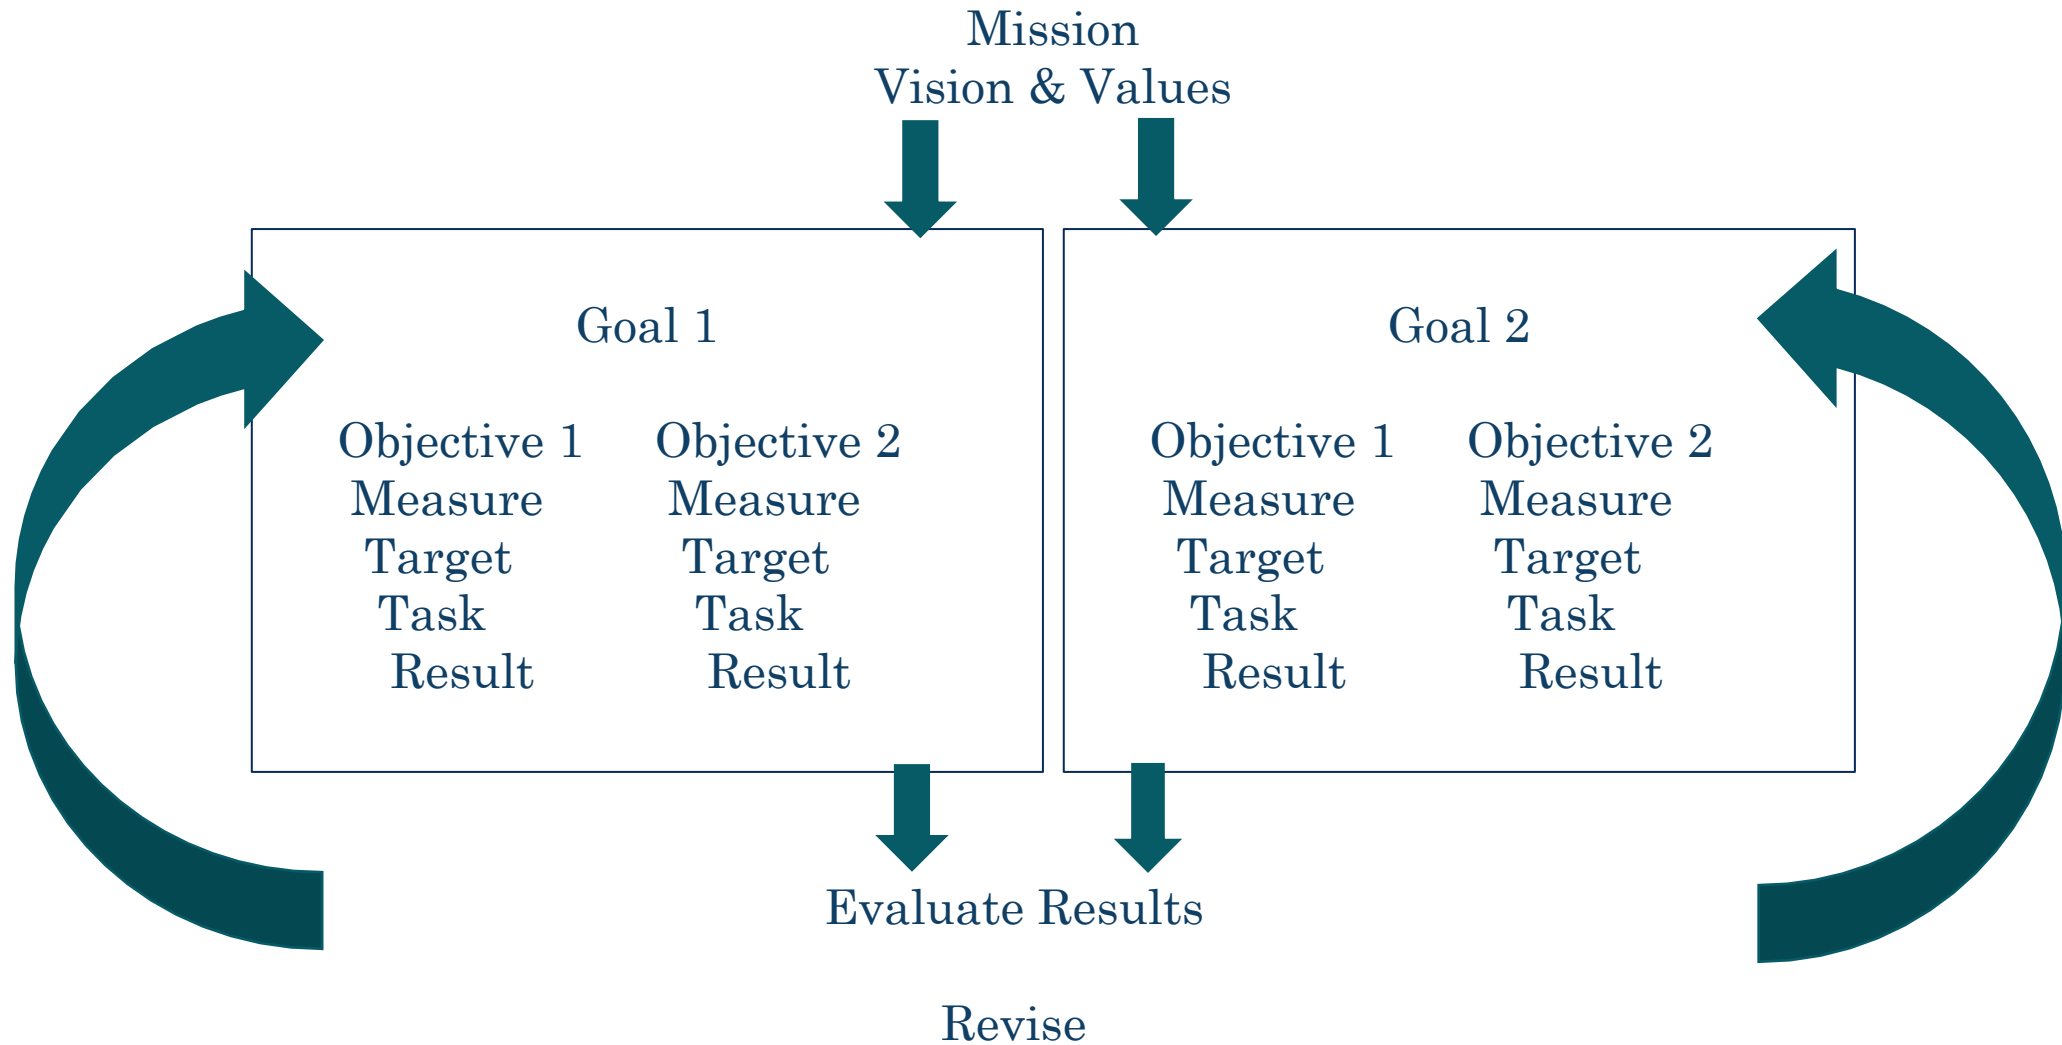 Mission
Vision & Values
Goal 1
Objective 1 Objective 2
Measure Measure
Target Target
Task Task
Result Result
Goal 2
Objective 1 Objective 2
Measure Measure
Target Target
Task Task
Result Result
Evaluate Results
Revise